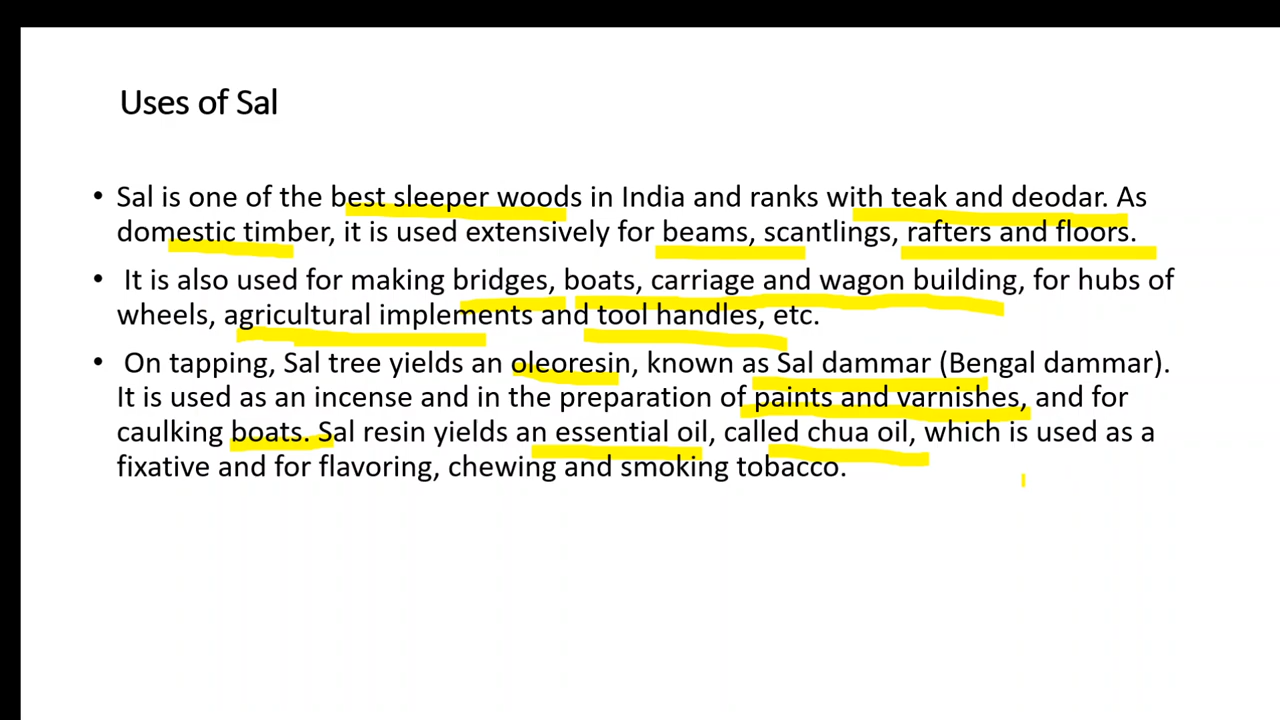 Uses of Sal
• Sal is one of the best sleeper woods in India and ranks with teak and deodar. As
domestic timber, it is used extensively for beams, scantlings, rafters and floors.
• It is also used for making bridges, boats, carriage and wagon building, for hubs of
wheels, agricultural implements and tool handles, etc.
• On tapping, Sal tree yields an oleoresin, known as Sal dammar (Bengal dammar).
It is used as an incense and in the preparation of paints and varnishes, and for
caulking boats. Sal resin yields an essential oil, called chua oil, which is used as a
fixative and for flavoring, chewing and smoking tobacco.